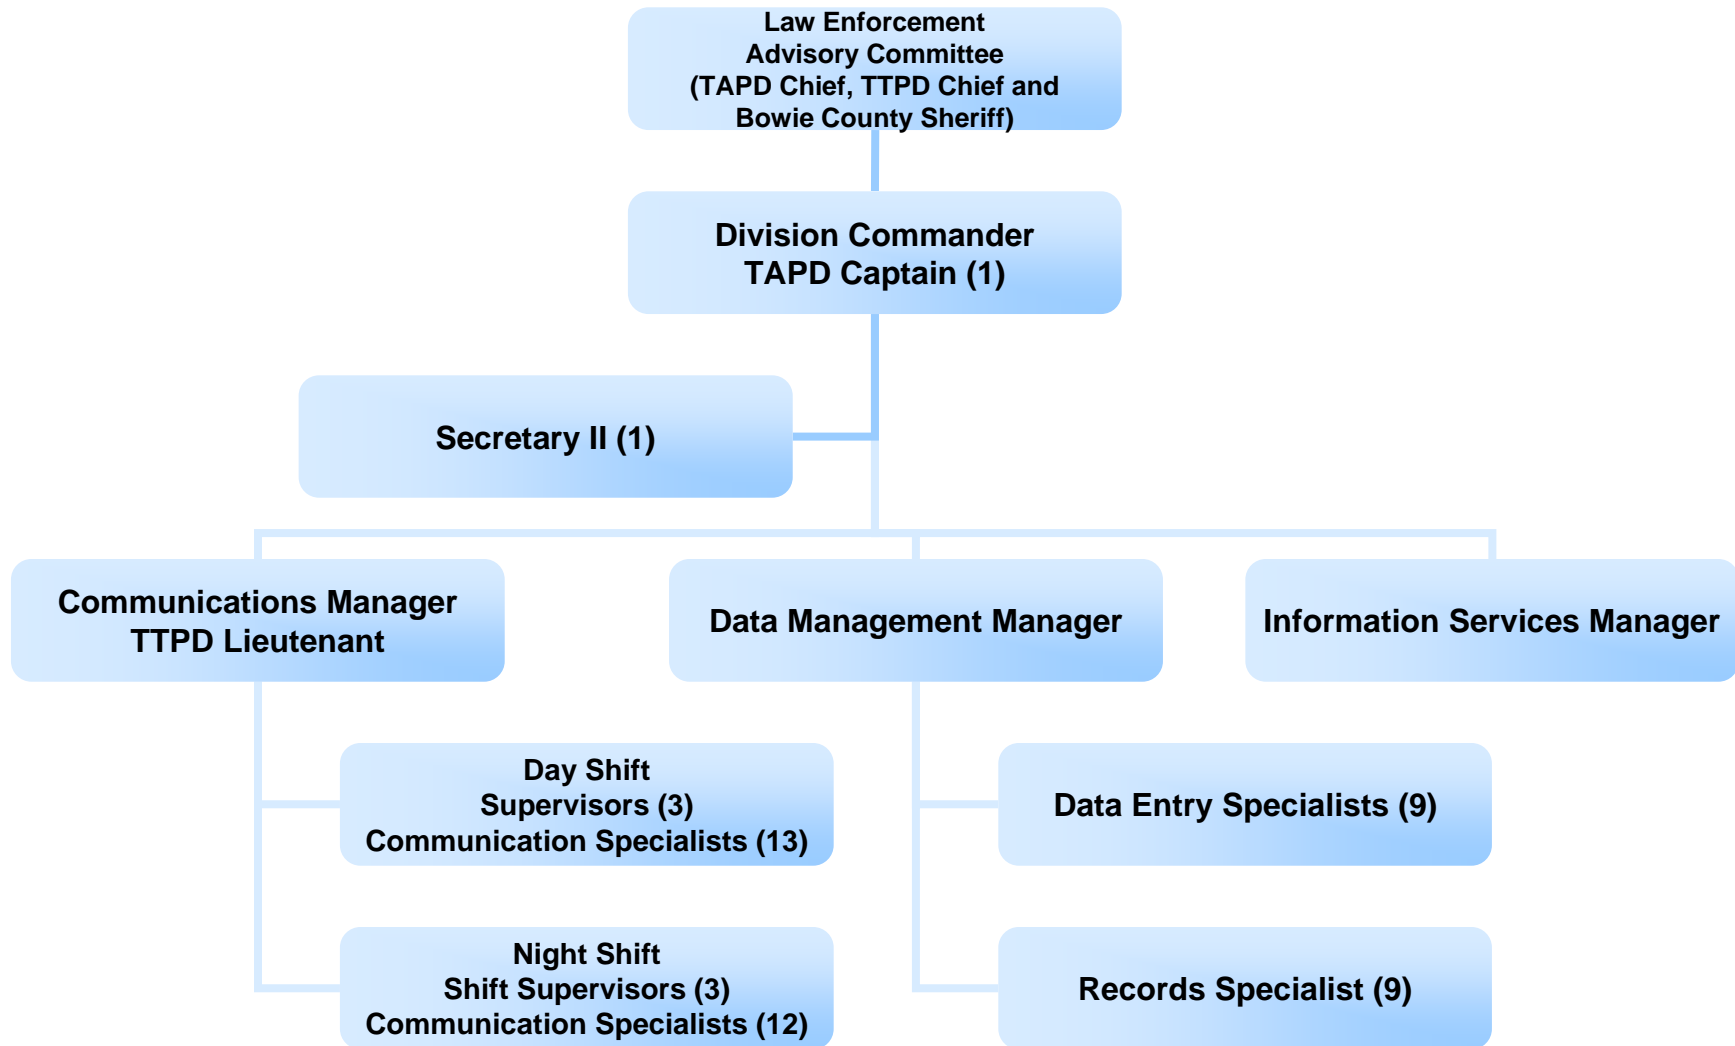 Law Enforcement
Advisory Committee
(TAPD Chief, TTPD Chief and
Bowie County Sheriff)
Division Commander
TAPD Captain (1)
Secretary II (1)
Communications Manager
TTPD Lieutenant
Data Management Manager
Information Services Manager
Day Shift
Supervisors (3)
Communication Specialists (13)
Data Entry Specialists (9)
Night Shift
Shift Supervisors (3)
Communication Specialists (12)
Records Specialist (9)